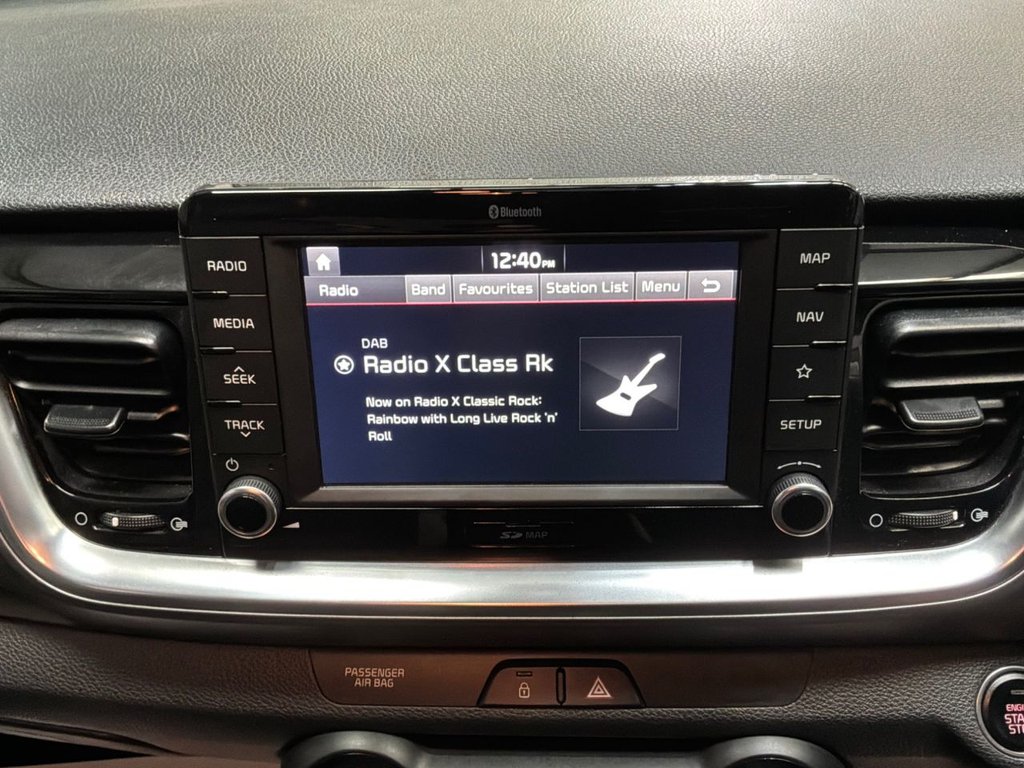 Bluetooth
RADIO
MEDIA
SEEK
TRACK
12:40PM
Radio Band Favourites Station List Menu
DAB
Radio X Class Rk
Now on Radio X Classic Rock:
Rainbow with Long Live Rock 'n'
Roll
MAP
NAV
SETUP
SD MAP
PASSENGER
AIR BAG